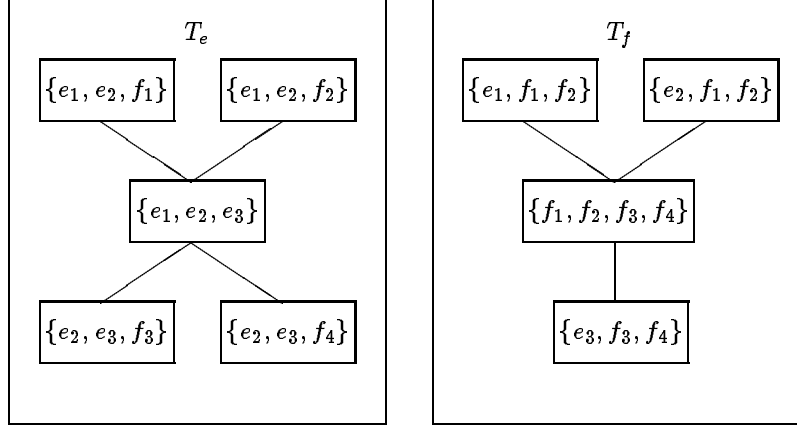 T_e
{e_1, e_2, f_1} {e_1, e_2, f_2}
{e_1, e_2, e_3}
{e_2, e_3, f_3} {e_2, e_3, f_4}
T_f
{e_1, f_1, f_2} {e_2, f_1, f_2}
{f_1, f_2, f_3, f_4}
{e_3, f_3, f_4}